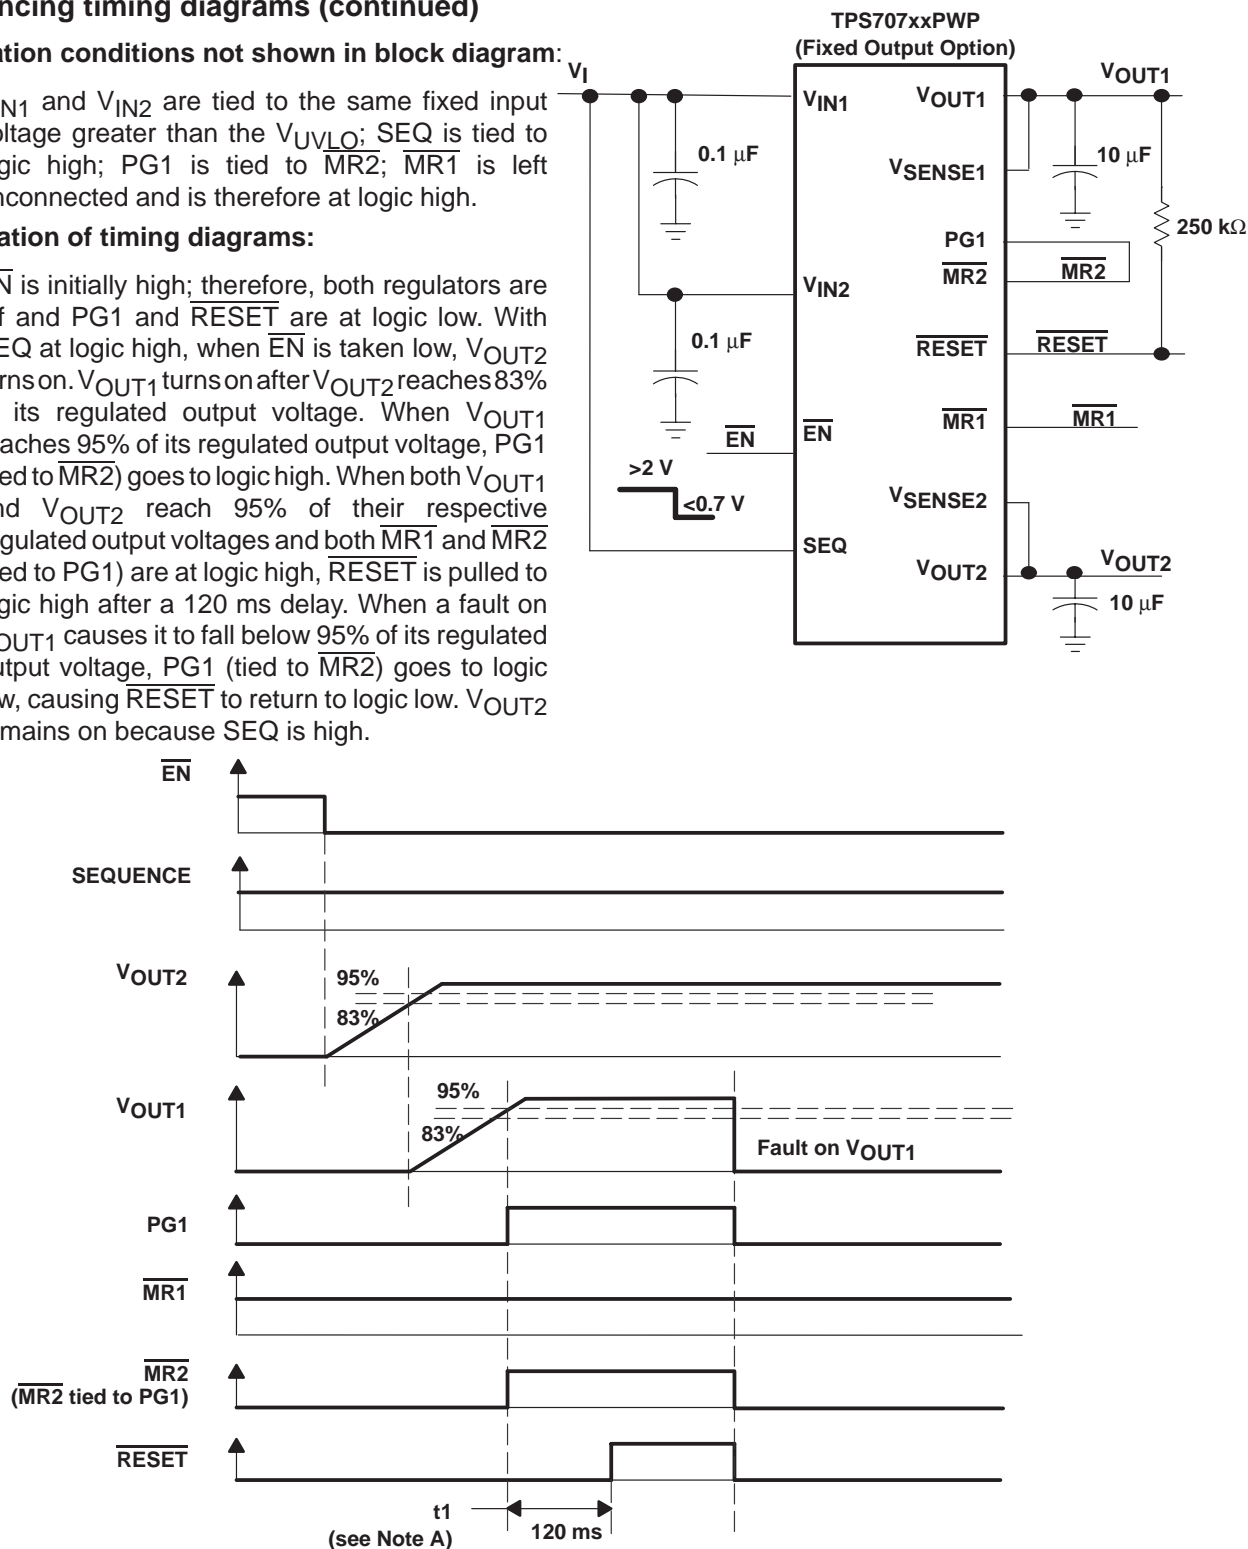 ncing timing diagrams (continued)
ation conditions not shown in block diagram:
IN1 and VIN2 are tied to the same fixed input
oltage greater than the VUVLO; SEQ is tied to
gic high; PG1 is tied to MR2; MR1 is left
nconnected and is therefore at logic high.
ation of timing diagrams:
N is initially high; therefore, both regulators are
f and PG1 and RESET are at logic low. With
EQ at logic high, when EN is taken low, VOUT2
rns on. VOUT1 turns on after VOUT2 reaches 83%
its regulated output voltage. When VOUT1
aches 95% of its regulated output voltage, PG1
ed to MR2) goes to logic high. When both VOUT1
nd VOUT2 reach 95% of their respective
gulated output voltages and both MR1 and MR2
ed to PG1) are at logic high, RESET is pulled to
gic high after a 120 ms delay. When a fault on
OUT1 causes it to fall below 95% of its regulated
utput voltage, PG1 (tied to MR2) goes to logic
w, causing RESET to return to logic low. VOUT2
mains on because SEQ is high.
TPS707xxPWP
(Fixed Output Option)
VI
VIN1
VOUT1
VOUT1
0.1 μF
VSENSE1
10 μF
250 kΩ
PG1
MR2
MR2
VIN2
0.1 μF
RESET
RESET
EN
EN
MR1
MR1
>2 V
<0.7 V
VSENSE2
SEQ
VOUT2
VOUT2
10 μF
EN
SEQUENCE
VOUT2
95%
83%
VOUT1
95%
83%
Fault on VOUT1
PG1
MR1
MR2
(MR2 tied to PG1)
RESET
t1
(see Note A)
120 ms